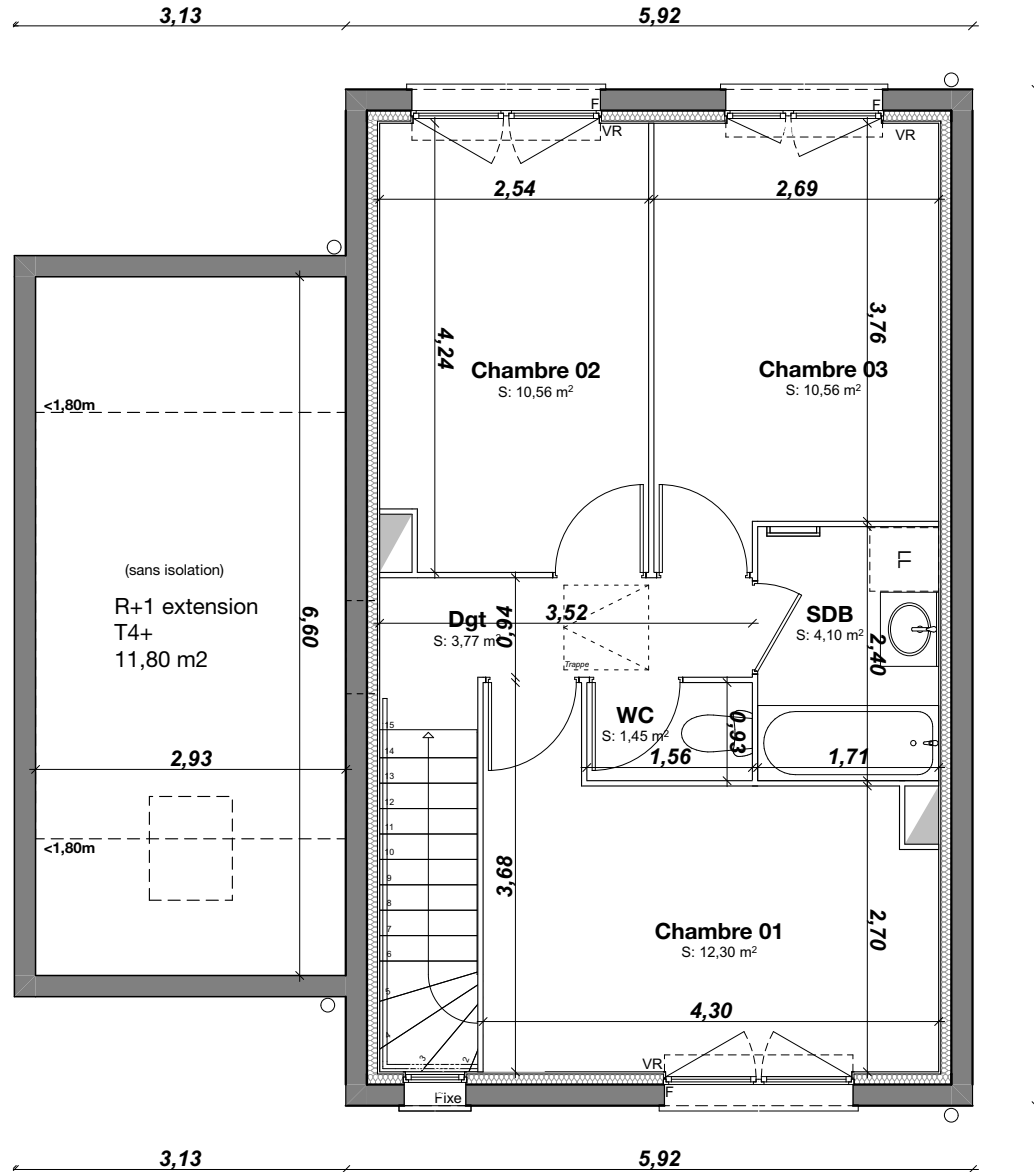 3,13
5,92
F
F
VR
VR
2,54
2,69
4,24
3,76
Chambre 02
S: 10,56 m²
Chambre 03
S: 10,56 m²
<1,80m
(sans isolation)
R+1 extension
T4+
11,80 m2
6,60
Dgt
S: 3,77 m²
0,94
3,52
Trappe
SDB
S: 4,10 m²
LL
2,40
WC
S: 1,45 m²
0,93
1,56
1,71
2,93
<1,80m
15
14
13
12
11
10
9
8
7
6
5
4
3
2
3,68
Chambre 01
S: 12,30 m²
2,70
4,30
VR
F
Fixe
3,13
5,92